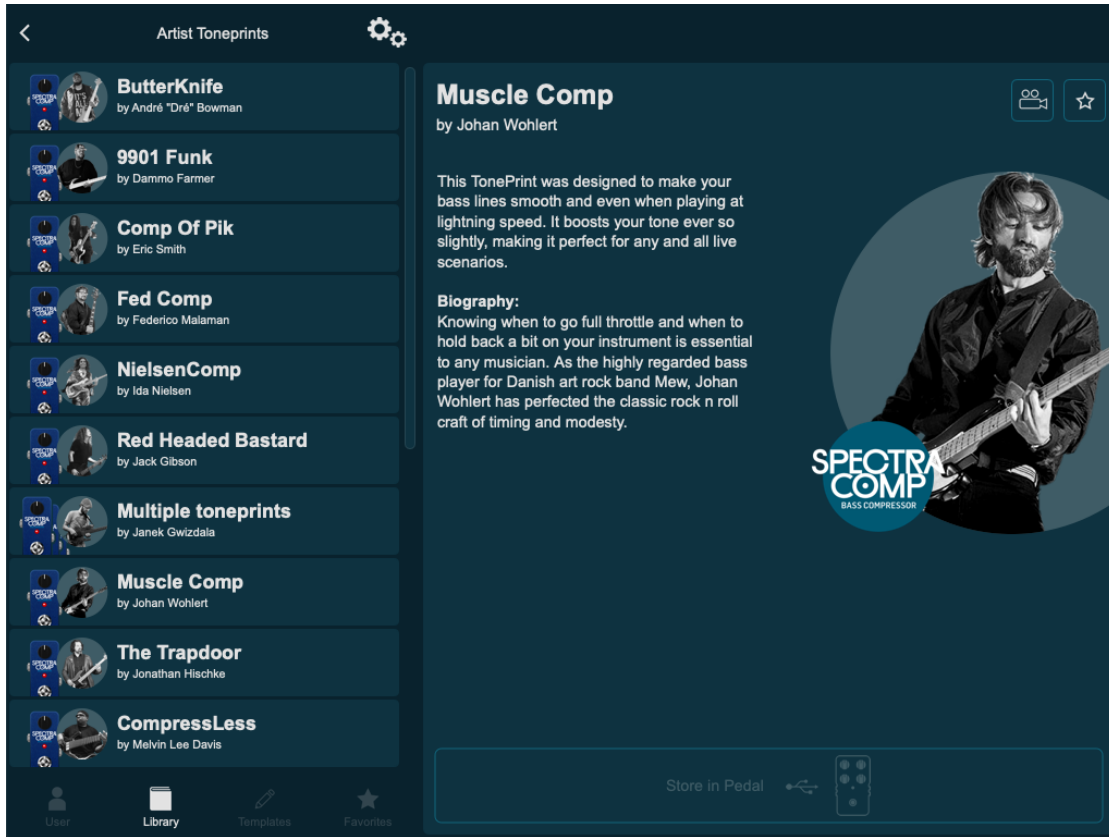 Artist Toneprints
ButterKnife
by André "Dré" Bowman
9901 Funk
by Dammo Farmer
Comp Of Pik
by Eric Smith
Fed Comp
by Federico Malaman
NielsenComp
by Ida Nielsen
Red Headed Bastard
by Jack Gibson
Multiple toneprints
by Janek Gwizdala
Muscle Comp
by Johan Wohlert
The Trapdoor
by Jonathan Hischke
CompressLess
by Melvin Lee Davis
User
Library
Templates
Favorites
Muscle Comp
by Johan Wohlert
This TonePrint was designed to make your
bass lines smooth and even when playing at
lightning speed. It boosts your tone ever so
slightly, making it perfect for any and all live
scenarios.
Biography:
Knowing when to go full throttle and when to
hold back a bit on your instrument is essential
to any musician. As the highly regarded bass
player for Danish art rock band Mew, Johan
Wohlert has perfected the classic rock n roll
craft of timing and modesty.
SPECTRA
COMP
BASS COMPRESSOR
Store in Pedal